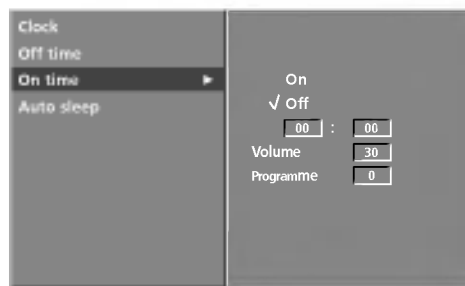 Clock
Off time
On time ►
Auto sleep
On
√ Off
00 : 00
Volume 30
Programme 0